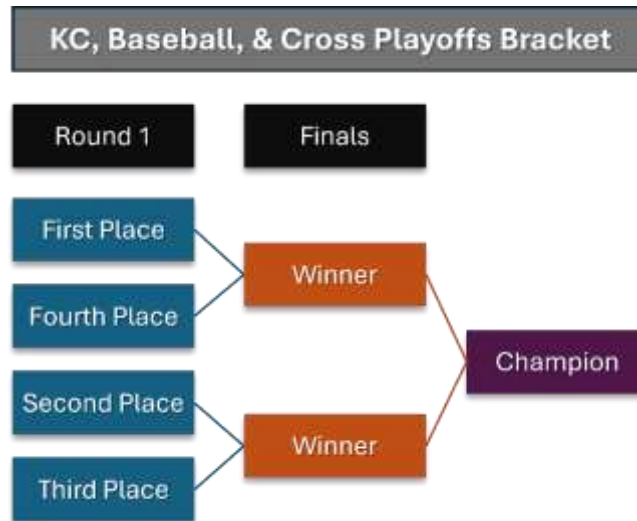 KC, Baseball, & Cross Playoffs Bracket
Round 1
Finals
First Place
Fourth Place
Winner
Second Place
Third Place
Winner
Champion